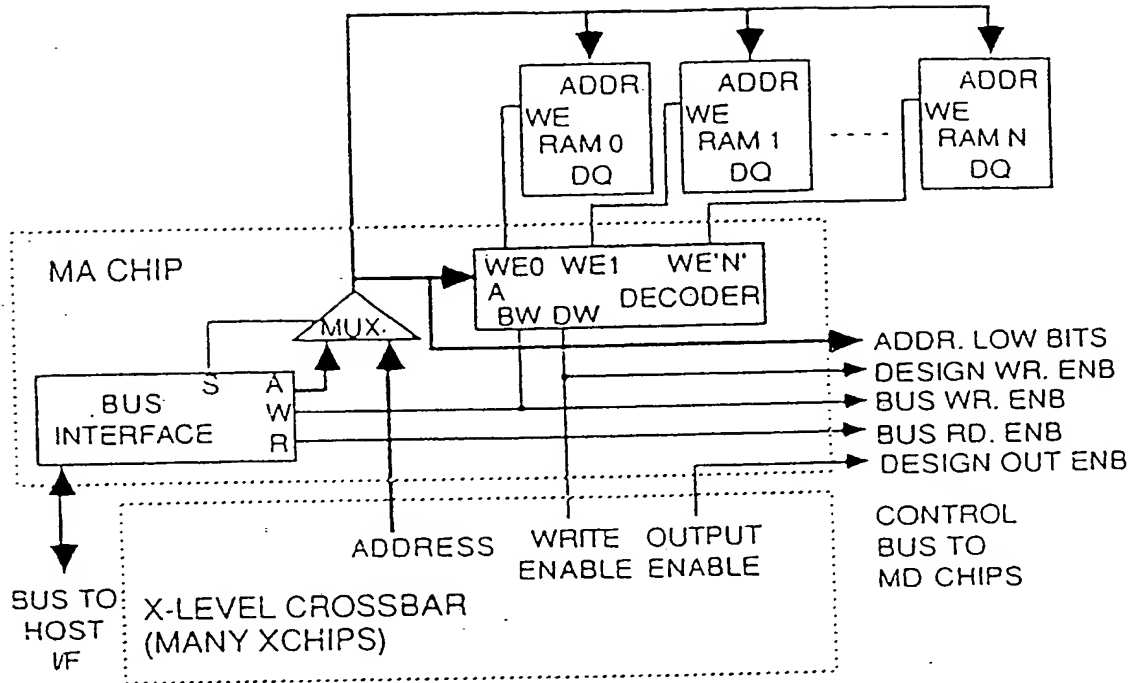 ADDR.
WE
RAM 0
DQ
ADDR
WE
RAM 1
DQ
ADDR
WE
RAM N
DQ
MA CHIP
WE0 WE1 WE'N'
A
DECODER
BW DW
MUX.
S
A
W
R
BUS
INTERFACE
ADDR. LOW BITS
DESIGN WR. ENB
BUS WR. ENB
BUS RD. ENB
DESIGN OUT ENB
ADDRESS
WRITE
ENABLE
OUTPUT
ENABLE
CONTROL
BUS TO
MD CHIPS
BUS TO
HOST
I/F
X-LEVEL CROSSBAR
(MANY XCHIPS)